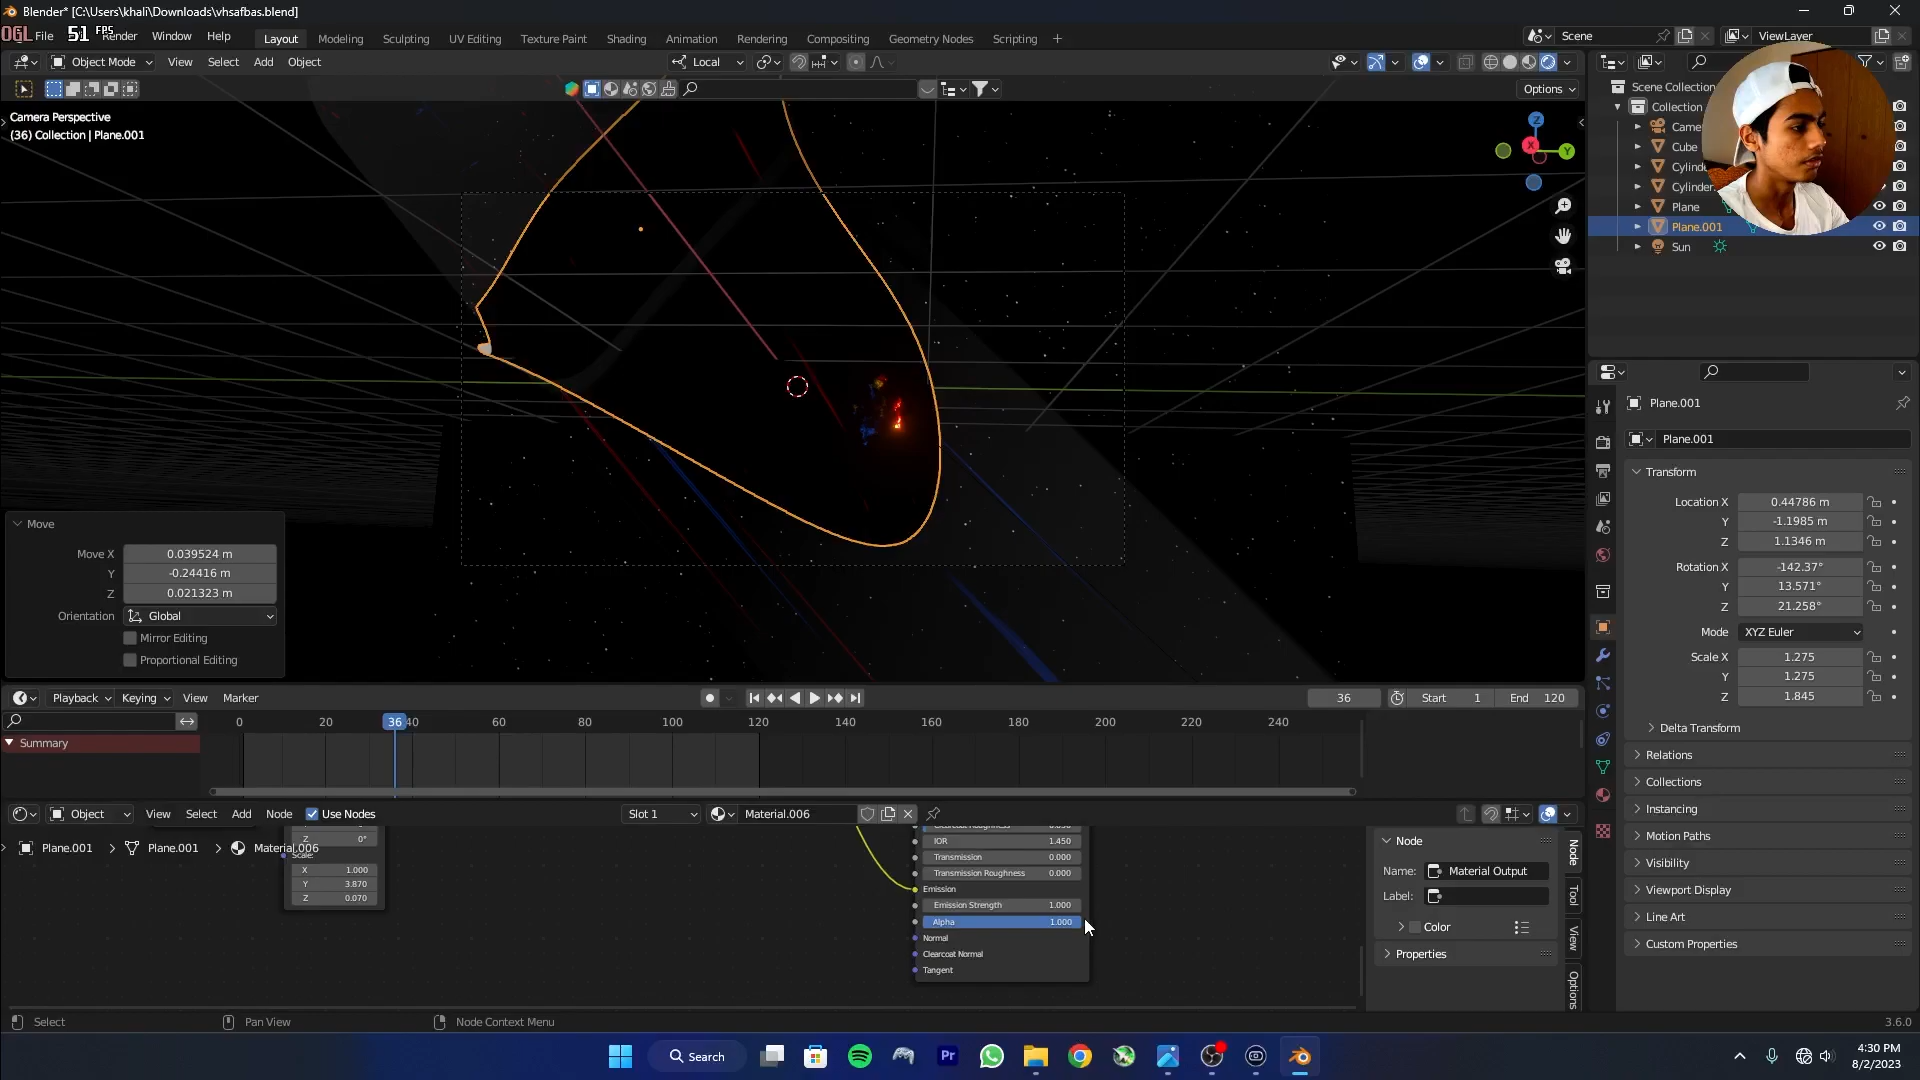 Blender* [C:\Users\khali\Downloads\vhsafbas.blend]
OGL 51 FPS
File Render Window Help
Layout Modeling Sculpting UV Editing Texture Paint Shading Animation Rendering Compositing Geometry Nodes Scripting +
Scene ViewLayer
Object Mode View Select Add Object
Local
Options
Camera Perspective
(36) Collection | Plane.001
Z
X
Y
Scene Collection
Collection
Cube
Plane
Plane.001
Sun
Plane.001
Plane.001
Transform
Location X 0.44786 m
Y -1.1985 m
Z 1.1346 m
Rotation X -142.37°
Y 13.571°
Z 21.258°
Mode XYZ Euler
Scale X 1.275
Y 1.275
Z 1.845
Delta Transform
Relations
Collections
Instancing
Motion Paths
Visibility
Viewport Display
Line Art
Custom Properties
Move
Move X 0.039524 m
Y -0.24416 m
Z 0.021323 m
Orientation Global
Mirror Editing
Proportional Editing
Playback Keying View Marker
36 Start 1 End 120
0 20 36 40 60 80 100 120 140 160 180 200 220 240
Summary
Object View Select Add Node Use Nodes Slot 1 Material.006
Plane.001 > Plane.001 > Material.006
Z 0°
Scale:
X 1.000
Y 3.870
Z 0.070
IOR 1.450
Transmission 0.000
Transmission Roughness 0.000
Emission
Emission Strength 1.000
Alpha 1.000
Normal
Clearcoat Normal
Tangent
Node
Name: Material Output
Label:
Color
Properties
Node
Tool
View
Options
Select Pan View Node Context Menu 3.6.0
Search
Pr
4:30 PM
8/2/2023